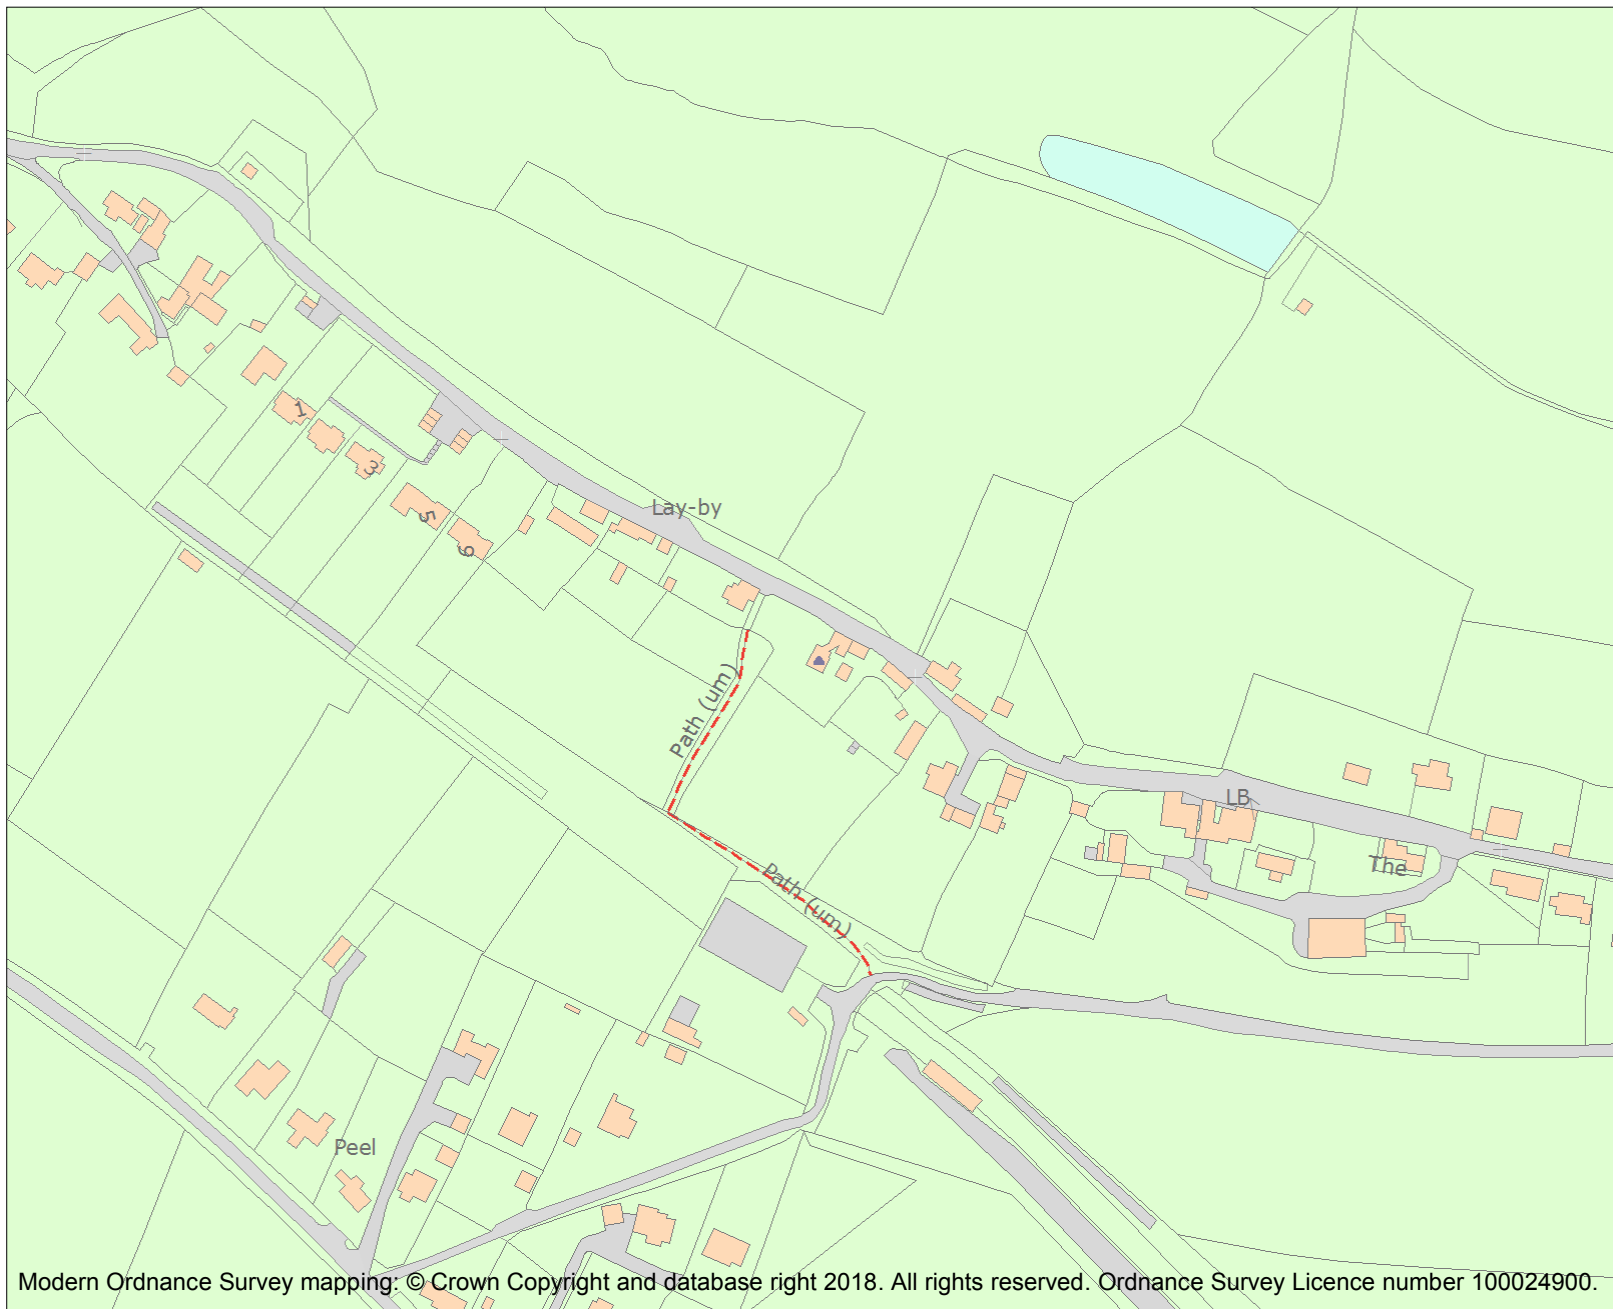 1
3
5
6
Lay-by
Path (um)
LB
The
Path (um)
Peel
Modern Ordnance Survey mapping: © Crown Copyright and database right 2018. All rights reserved. Ordnance Survey Licence number 100024900.